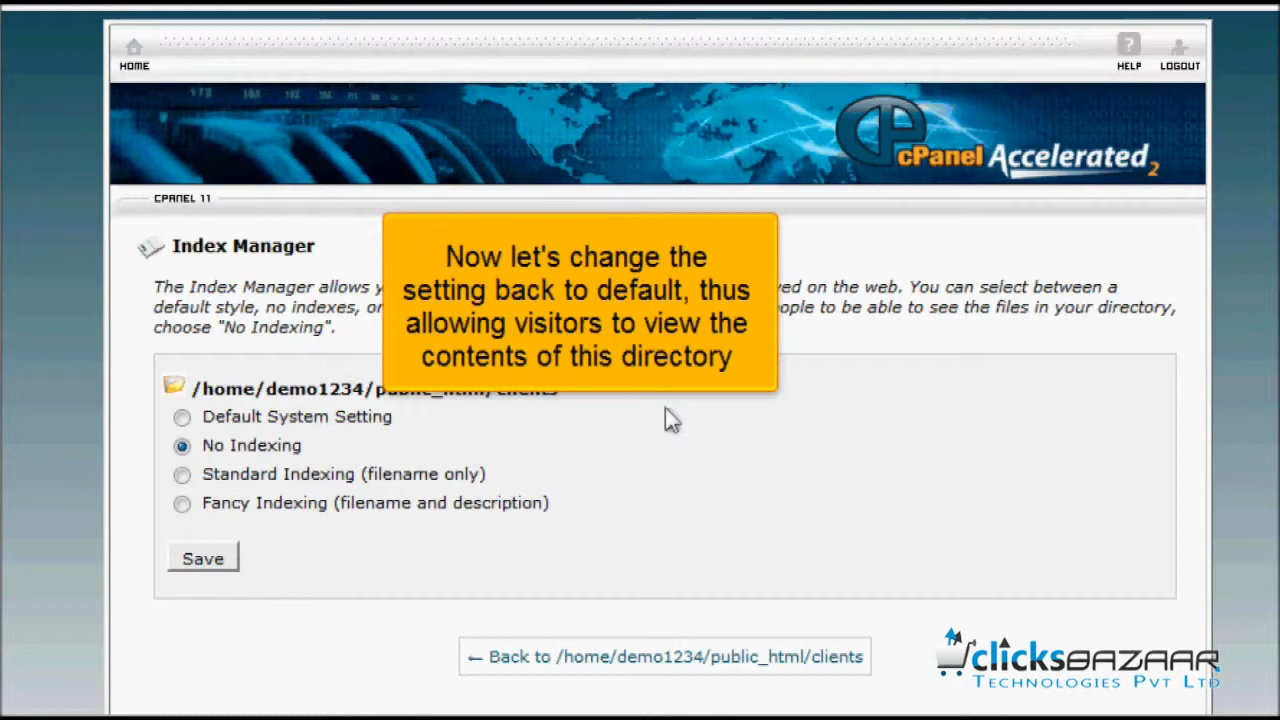 HOME
HELP LOGOUT
cPanel Accelerated 2
CPANEL 11
Index Manager
Now let's change the
setting back to default, thus
allowing visitors to view the
contents of this directory
The Index Manager allows ed on the web. You can select between a
default style, no indexes, or ople to be able to see the files in your directory,
choose "No Indexing".
/home/demo1234/public_html/clients
Default System Setting
No Indexing
Standard Indexing (filename only)
Fancy Indexing (filename and description)
Save
← Back to /home/demo1234/public_html/clients
clicksBAZAAR
TECHNOLOGIES PVT LTD